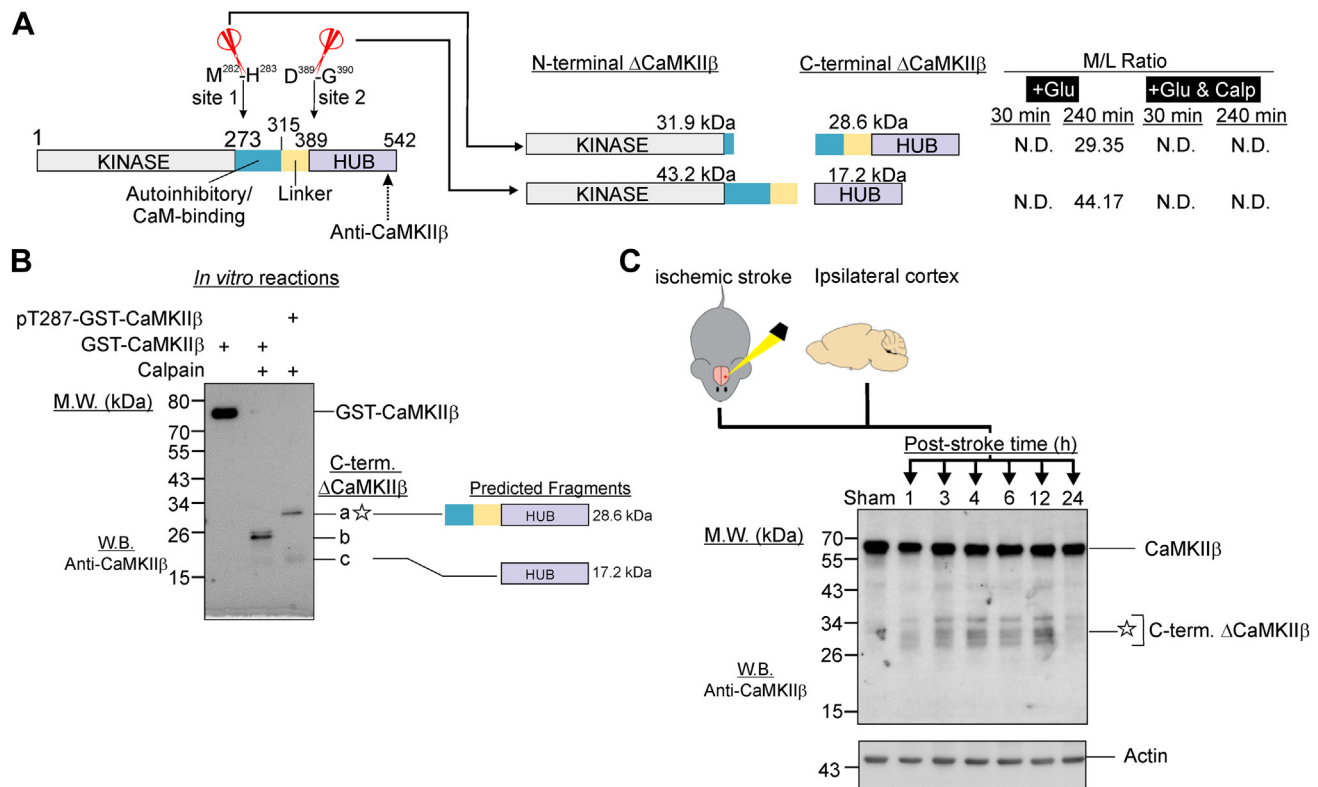 A
M282-H283 D389-G390
site 1 site 2
1 273 315 389 542
KINASE HUB
Autoinhibitory/
CaM-binding
Linker
Anti-CaMKIIβ
N-terminal ΔCaMKIIβ
C-terminal ΔCaMKIIβ
M/L Ratio
+Glu +Glu & Calp
30 min 240 min 30 min 240 min
31.9 kDa 28.6 kDa
KINASE HUB N.D. 29.35 N.D. N.D.
43.2 kDa 17.2 kDa
KINASE HUB N.D. 44.17 N.D. N.D.
B
In vitro reactions
pT287-GST-CaMKIIβ +
GST-CaMKIIβ + +
Calpain + +
M.W. (kDa)
80
70
55
43
34
26
15
GST-CaMKIIβ
C-term.
ΔCaMKIIβ
a☆
b
c
Predicted Fragments
HUB 28.6 kDa
HUB 17.2 kDa
W.B.
Anti-CaMKIIβ
C
ischemic stroke
Ipsilateral cortex
Post-stroke time (h)
Sham 1 3 4 6 12 24
M.W. (kDa)
70
55
43
34
26
15
CaMKIIβ
☆ C-term. ΔCaMKIIβ
W.B.
Anti-CaMKIIβ
43
Actin